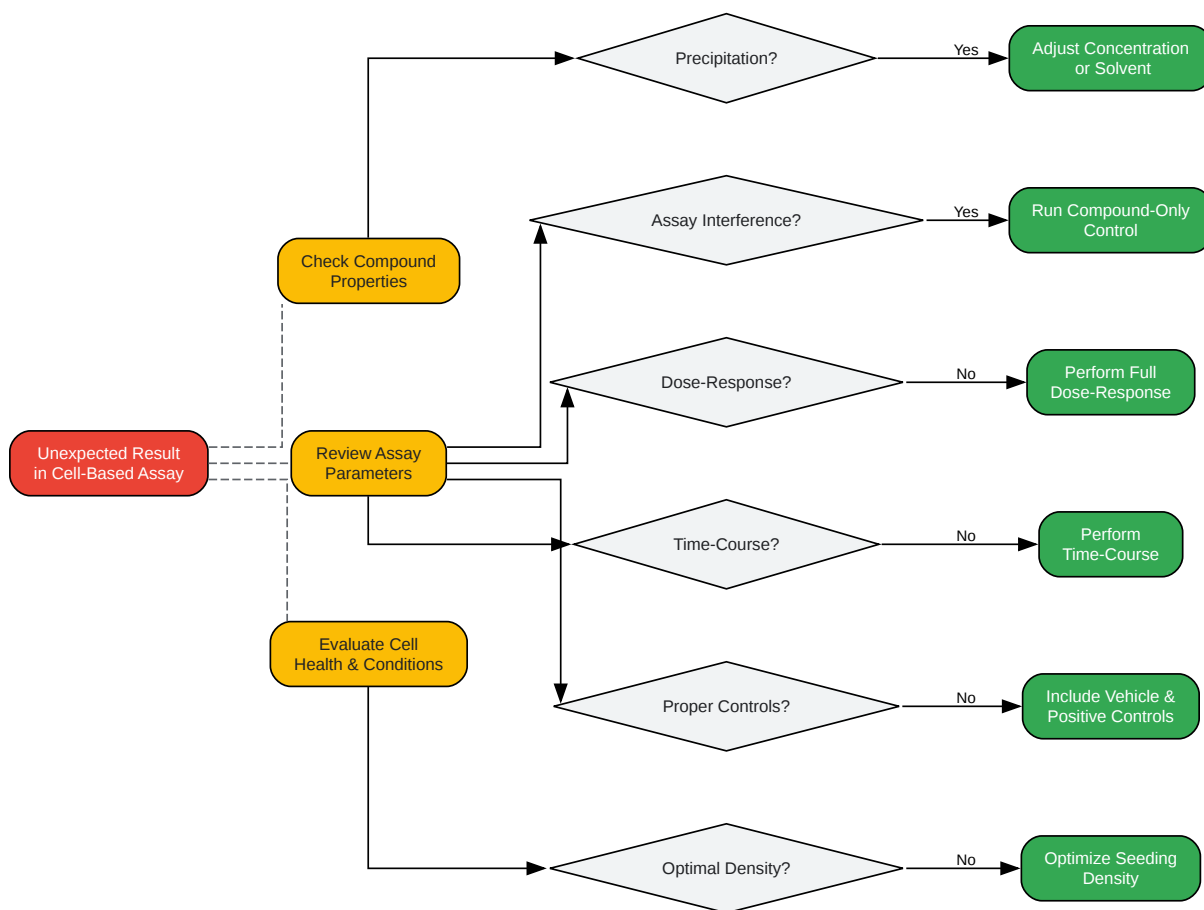 Precipitation?
Yes
Adjust Concentration
or Solvent
Assay Interference?
Yes
Run Compound-Only
Control
Check Compound
Properties
Dose-Response?
No
Perform Full
Dose-Response
Unexpected Result
in Cell-Based Assay
Review Assay
Parameters
Time-Course?
No
Perform
Time-Course
Evaluate Cell
Health & Conditions
Proper Controls?
No
Include Vehicle &
Positive Controls
Optimal Density?
No
Optimize Seeding
Density